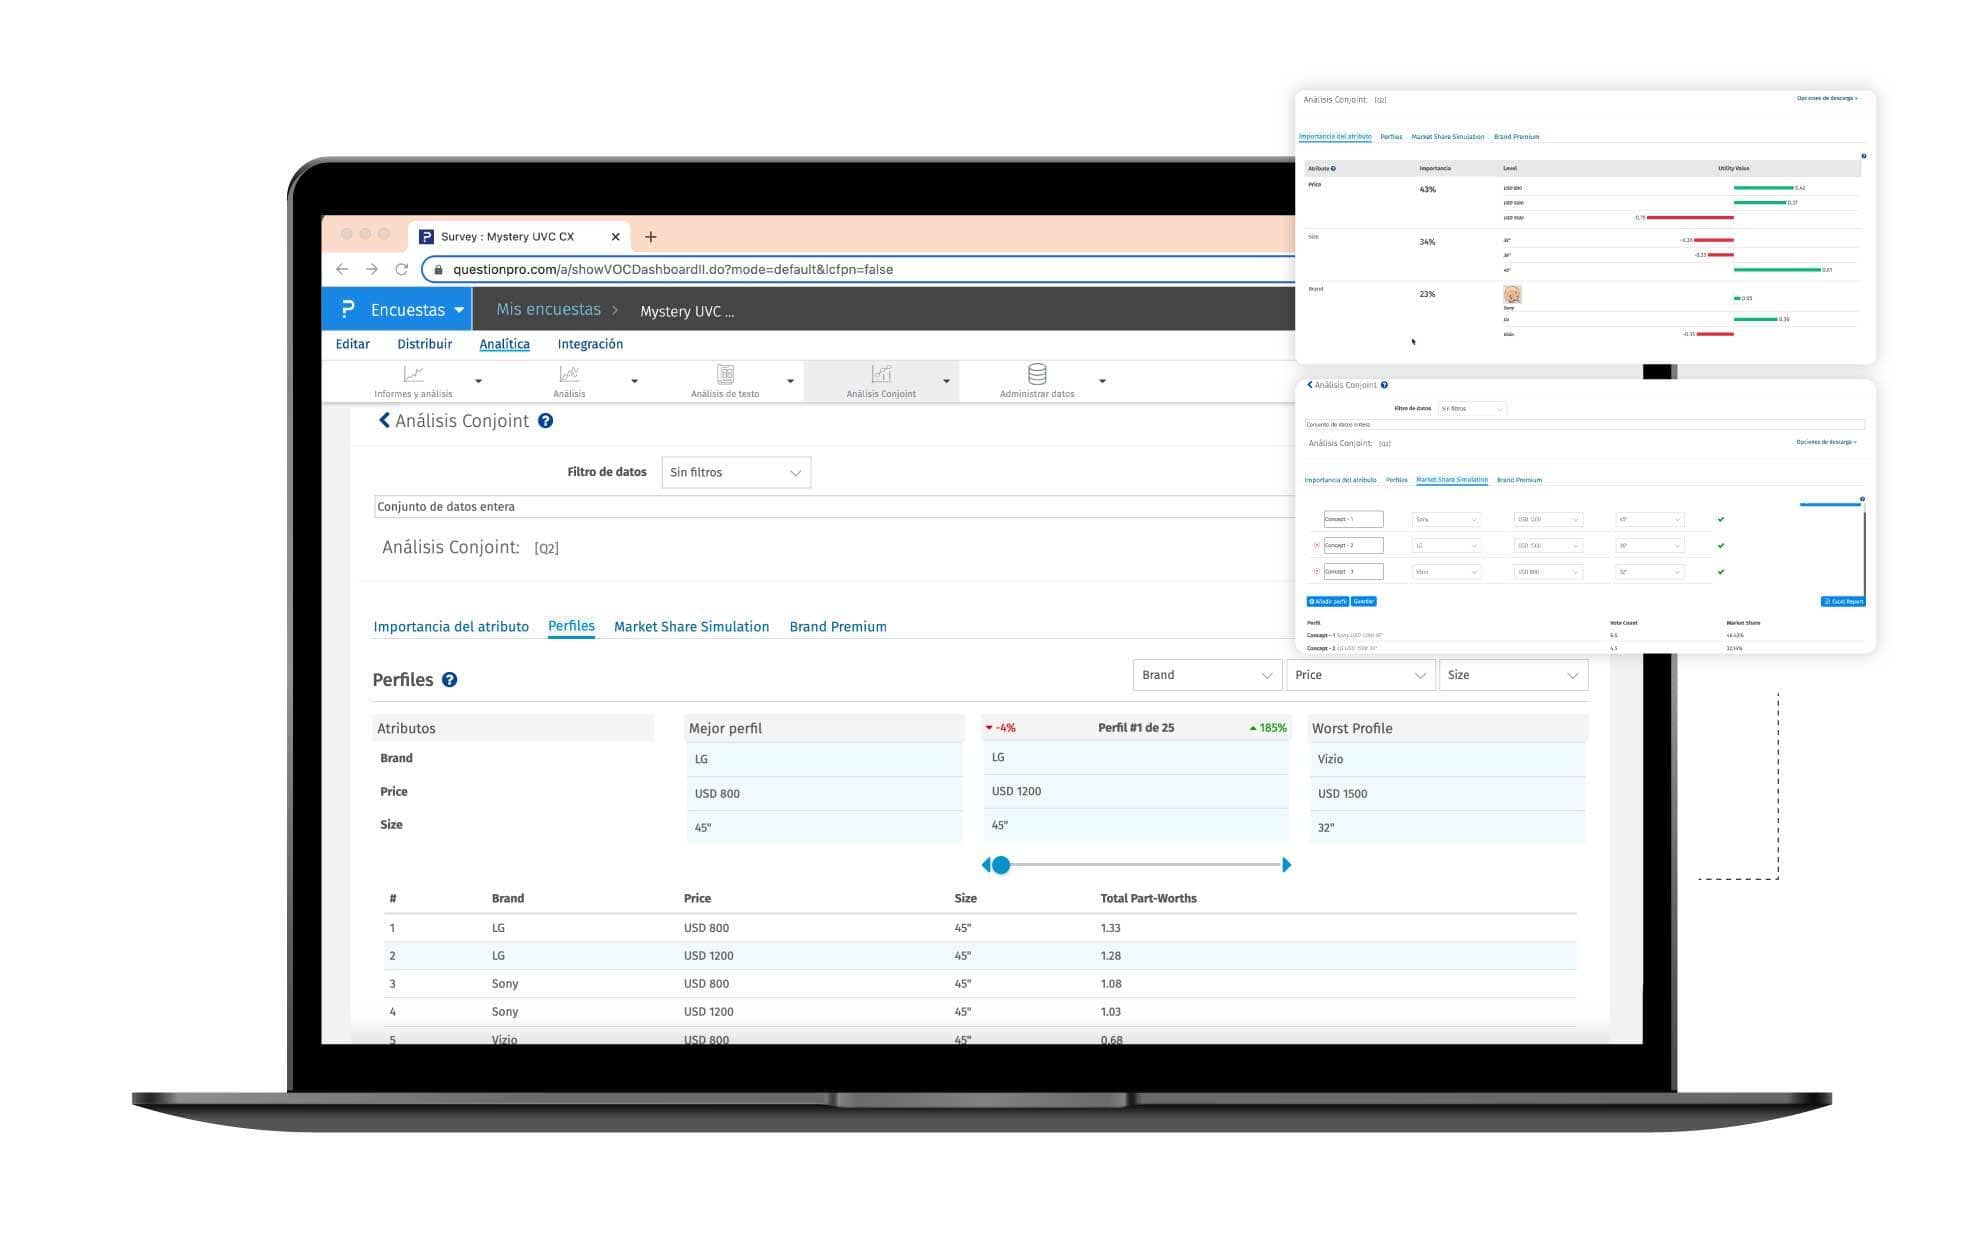 Survey : Mystery UVC CX
questionpro.com/a/showVOCDashboardII.do?mode=default&lcfpn=false
Encuestas
Mis encuestas > Mystery UVC ...
Editar Distribuir Analítica Integración
Informes y análisis Análisis Análisis de texto Análisis Conjoint Administrar datos
Análisis Conjoint
Filtro de datos Sin filtros
Conjunto de datos entera
Análisis Conjoint: [Q2]
Importancia del atributo Perfiles Market Share Simulation Brand Premium
Perfiles
Brand Price Size
Atributos Mejor perfil -4% Perfil #1 de 25 185% Worst Profile
Brand LG LG Vizio
Price USD 800 USD 1200 USD 1500
Size 45" 45" 32"
# Brand Price Size Total Part-Worths
1 LG USD 800 45" 1.33
2 LG USD 1200 45" 1.28
3 Sony USD 800 45" 1.08
4 Sony USD 1200 45" 1.03
5 Vizio USD 800 45" 0.68
Análisis Conjoint: [Q2]
Opciones de descarga
Importancia del atributo Perfiles Market Share Simulation Brand Premium
Atributo Importancia Level Utility Value
Price 43% USD 800 0.42
USD 1500 -0.79
Size 34% 32"
36"
45" 0.61
Brand 23% Sony 0.05
LG 0.30
Vizio -0.35
Análisis Conjoint
Filtro de datos Sin filtros
Conjunto de datos entera
Análisis Conjoint: [Q2]
Opciones de descarga
Importancia del atributo Perfiles Market Share Simulation Brand Premium
Concept - 1 Sony USD 1200 45"
Concept - 2 LG USD 1500 36"
Concept - 3 Vizio USD 800 32"
Añadir perfil Guardar Excel Report
Perfil Vote Count Market Share
Concept - 1 Sony USD 1200 45" 6.5 46.43%
Concept - 2 LG USD 1500 36" 4.5 32.14%